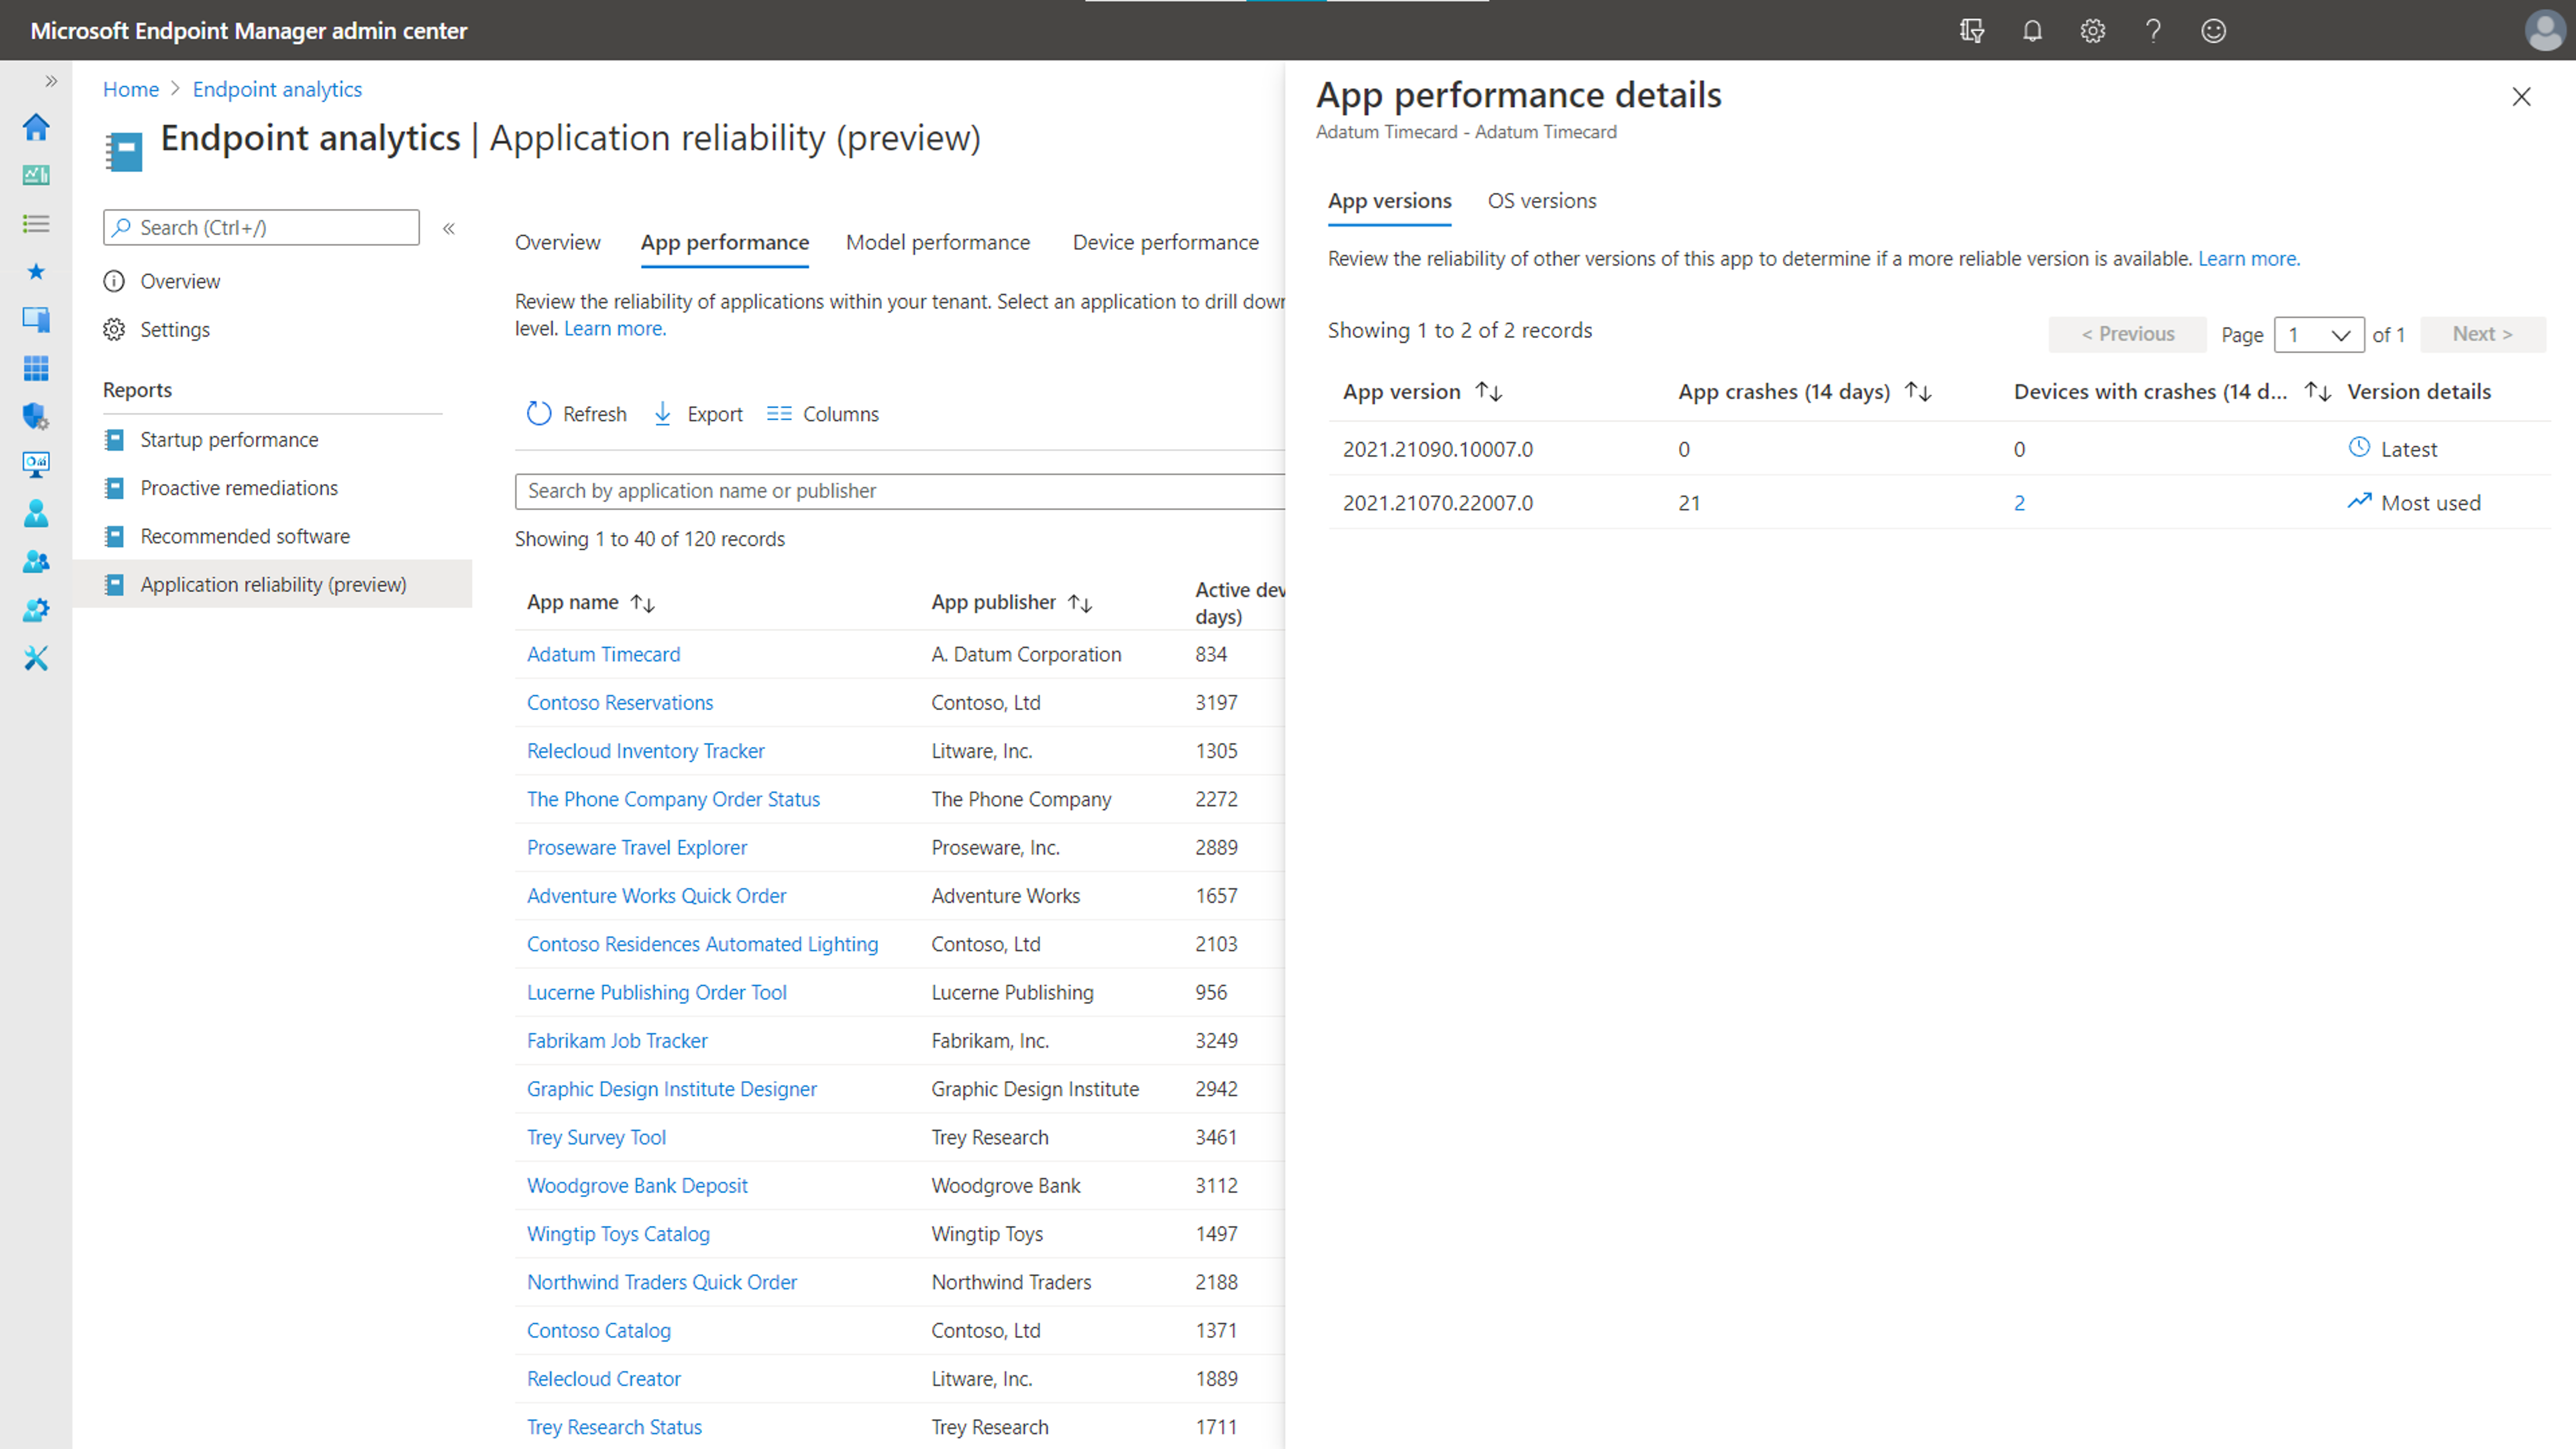 Microsoft Endpoint Manager admin center
Home > Endpoint analytics
Endpoint analytics | Application reliability (preview)
Search (Ctrl+/)
Overview
Settings
Reports
Startup performance
Proactive remediations
Recommended software
Application reliability (preview)
Overview App performance Model performance Device performance
Review the reliability of applications within your tenant. Select an application to drill down
level. Learn more.
Refresh Export Columns
Search by application name or publisher
Showing 1 to 40 of 120 records
App name App publisher Active dev
days)
Adatum Timecard A. Datum Corporation 834
Contoso Reservations Contoso, Ltd 3197
Relecloud Inventory Tracker Litware, Inc. 1305
The Phone Company Order Status The Phone Company 2272
Proseware Travel Explorer Proseware, Inc. 2889
Adventure Works Quick Order Adventure Works 1657
Contoso Residences Automated Lighting Contoso, Ltd 2103
Lucerne Publishing Order Tool Lucerne Publishing 956
Fabrikam Job Tracker Fabrikam, Inc. 3249
Graphic Design Institute Designer Graphic Design Institute 2942
Trey Survey Tool Trey Research 3461
Woodgrove Bank Deposit Woodgrove Bank 3112
Wingtip Toys Catalog Wingtip Toys 1497
Northwind Traders Quick Order Northwind Traders 2188
Contoso Catalog Contoso, Ltd 1371
Relecloud Creator Litware, Inc. 1889
Trey Research Status Trey Research 1711
App performance details
Adatum Timecard - Adatum Timecard
App versions OS versions
Review the reliability of other versions of this app to determine if a more reliable version is available. Learn more.
Showing 1 to 2 of 2 records
< Previous Page 1 of 1 Next >
App version App crashes (14 days) Devices with crashes (14 d... Version details
2021.21090.10007.0 0 0 Latest
2021.21070.22007.0 21 2 Most used